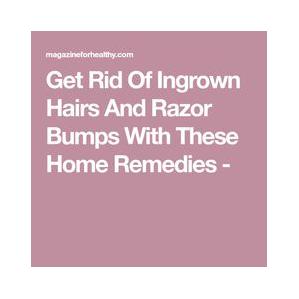 magazineforhealthy.com
Get Rid Of Ingrown
Hairs And Razor
Bumps With These
Home Remedies -